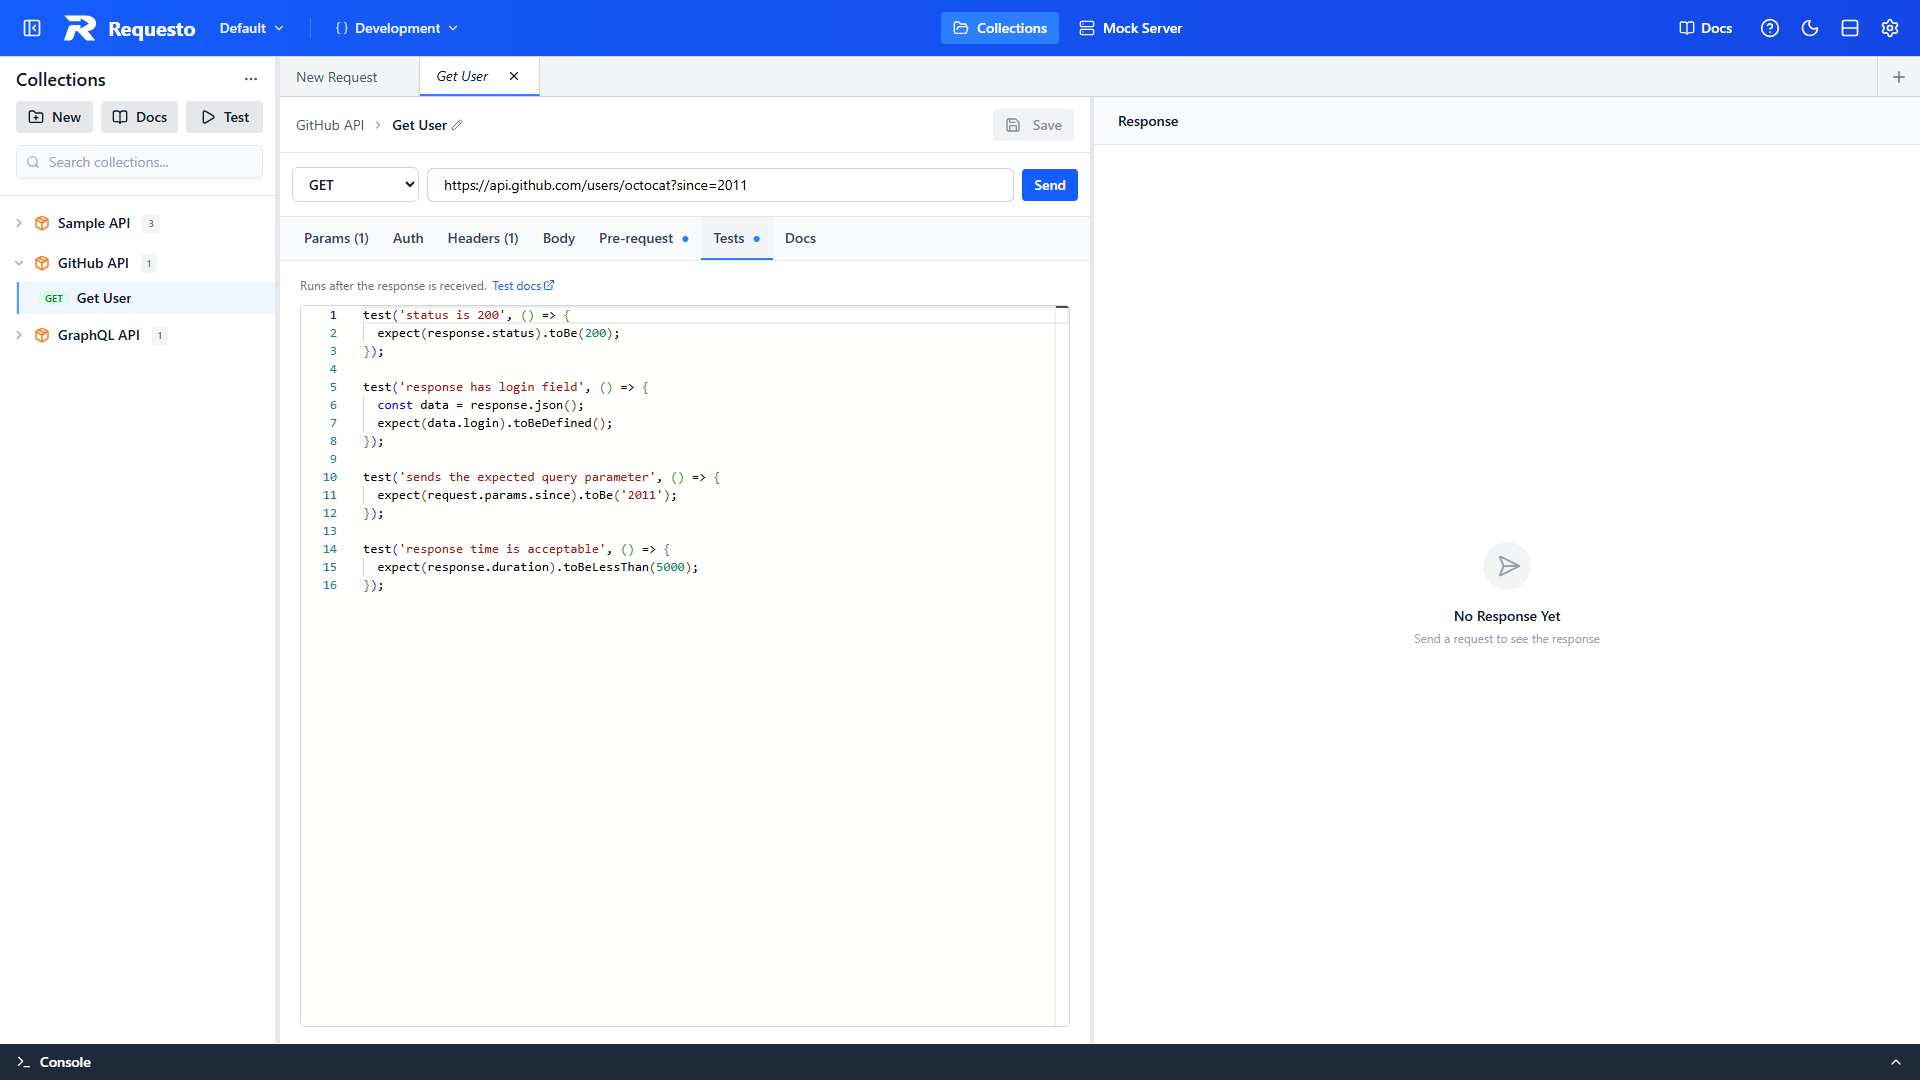 Requesto
Default
{} Development
Collections
Mock Server
Docs
Collections
New
Docs
Test
Search collections...
Sample API 3
GitHub API 1
GET Get User
GraphQL API 1
New Request
Get User
GitHub API > Get User
Save
GET
https://api.github.com/users/octocat?since=2011
Send
Params (1)
Auth
Headers (1)
Body
Pre-request
Tests
Docs
Runs after the response is received. Test docs
1 test('status is 200', () => {
2 expect(response.status).toBe(200);
3 });
4
5 test('response has login field', () => {
6 const data = response.json();
7 expect(data.login).toBeDefined();
8 });
9
10 test('sends the expected query parameter', () => {
11 expect(request.params.since).toBe('2011');
12 });
13
14 test('response time is acceptable', () => {
15 expect(response.duration).toBeLessThan(5000);
16 });
Response
No Response Yet
Send a request to see the response
Console